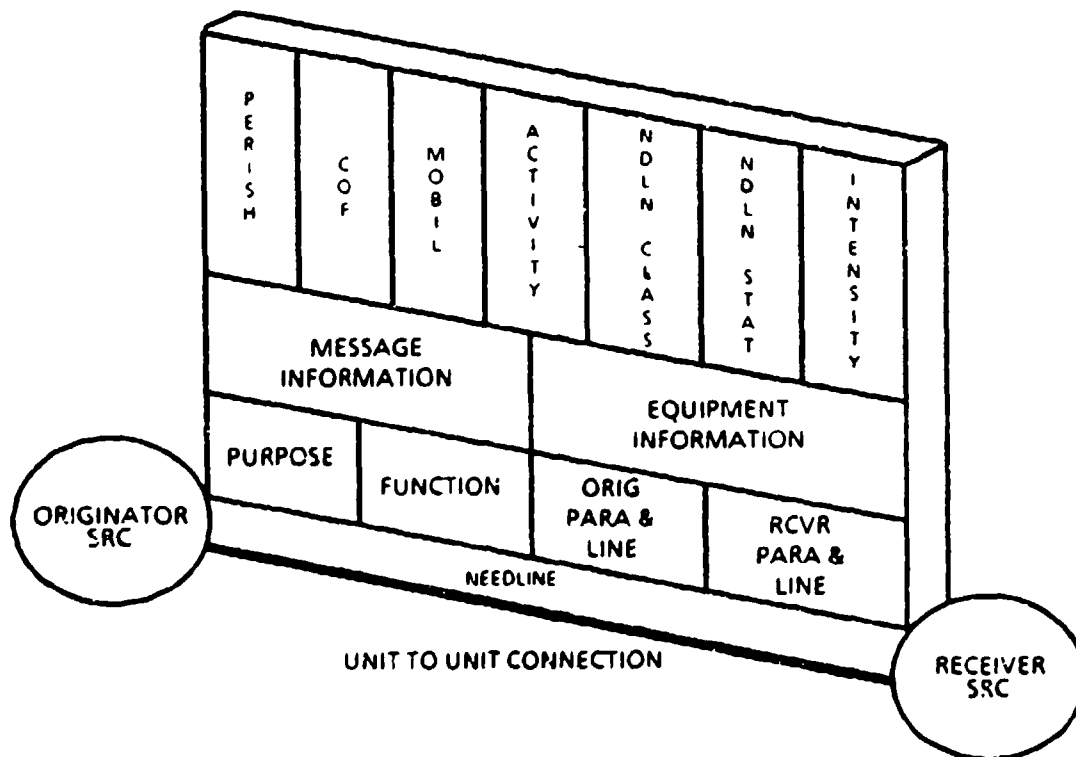 PERISH
COF
MOBIL
ACTIVITY
NDLN CLASS
NDLN STAT
INTENSITY
MESSAGE
INFORMATION
EQUIPMENT
INFORMATION
PURPOSE
FUNCTION
ORIG
PARA &
LINE
RCVR
PARA &
LINE
ORIGINATOR
SRC
NEEDLINE
UNIT TO UNIT CONNECTION
RECEIVER
SRC